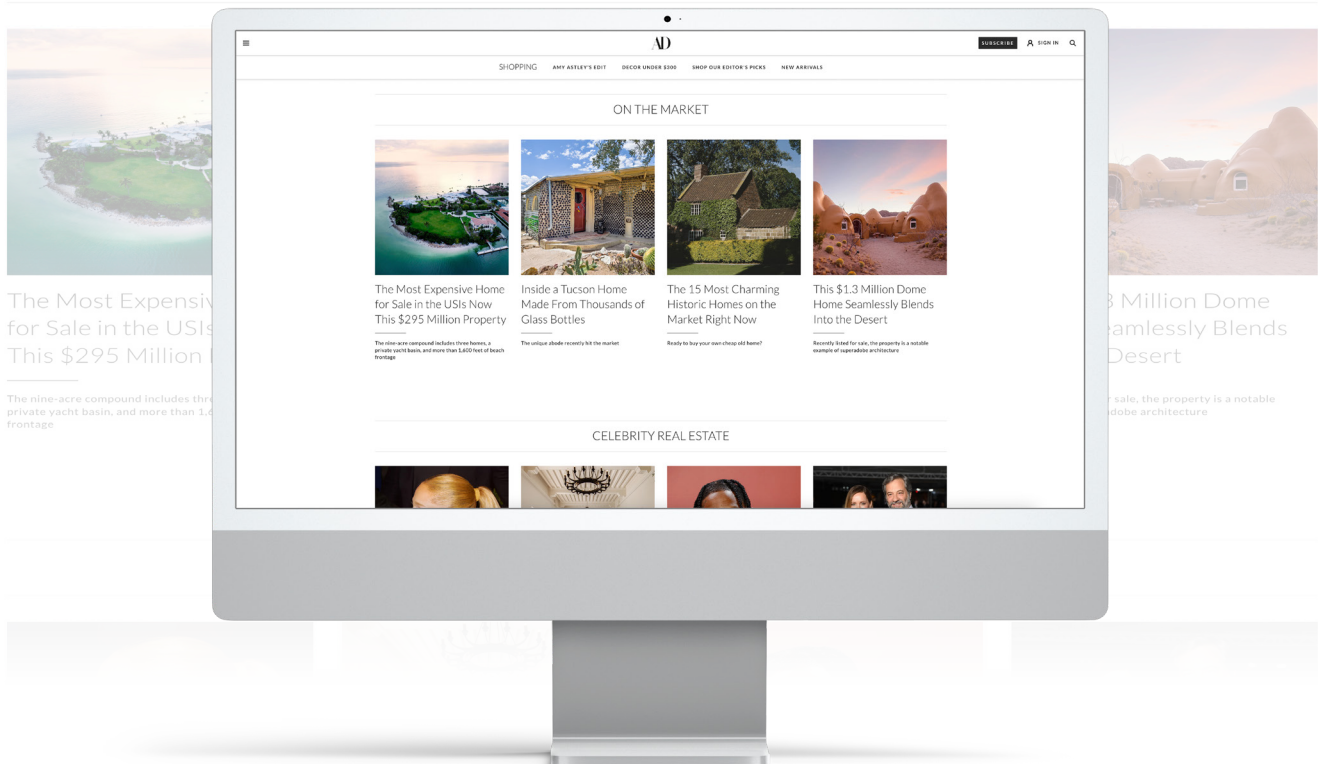 AD
SUBSCRIBE
SIGN IN
SHOPPING
AMY ASTLEY'S EDIT
DECOR UNDER $300
SHOP OUR EDITOR'S PICKS
NEW ARRIVALS
ON THE MARKET
The Most Expensive Home
for Sale in the USIs Now
This $295 Million Property
The nine-acre compound includes three homes, a
private yacht basin, and more than 1,600 feet of beach
frontage
Inside a Tucson Home
Made From Thousands of
Glass Bottles
The unique abode recently hit the market
The 15 Most Charming
Historic Homes on the
Market Right Now
Ready to buy your own cheap old home?
This $1.3 Million Dome
Home Seamlessly Blends
Into the Desert
Recently listed for sale, the property is a notable
example of superadobe architecture
CELEBRITY REAL ESTATE
The Most Expensiv
for Sale in the USIs
This $295 Million
The nine-acre compound includes thre
private yacht basin, and more than 1,6
frontage
3 Million Dome
eamlessly Blends
Desert
r sale, the property is a notable
adobe architecture